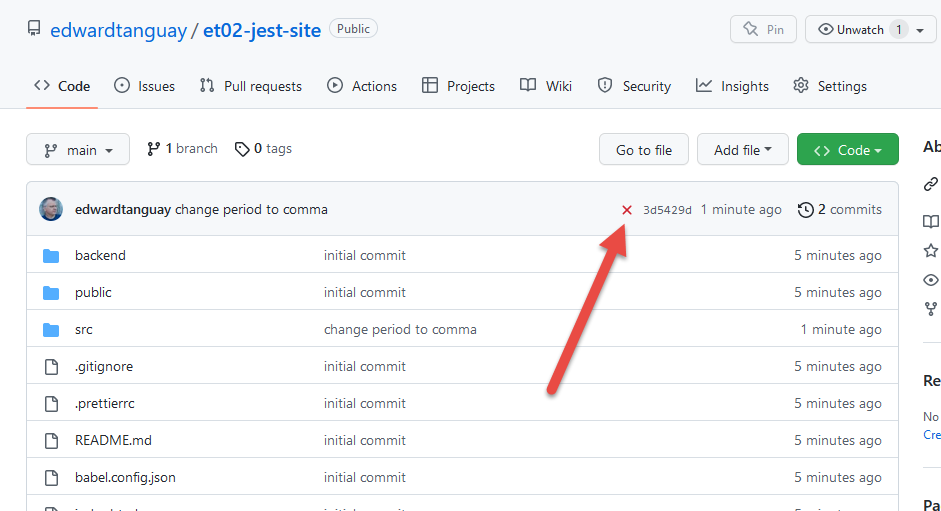 edwardtanguay / et02-jest-site Public Pin Unwatch 1
Code Issues Pull requests Actions Projects Wiki Security Insights Settings
main 1 branch 0 tags Go to file Add file Code
Ab
edwardtanguay change period to comma 3d5429d 1 minute ago 2 commits
backend initial commit 5 minutes ago
public initial commit 5 minutes ago
src change period to comma 1 minute ago
.gitignore initial commit 5 minutes ago
.prettierrc initial commit 5 minutes ago
Re
No
Cre
README.md initial commit 5 minutes ago
babel.config.json initial commit 5 minutes ago
Pa